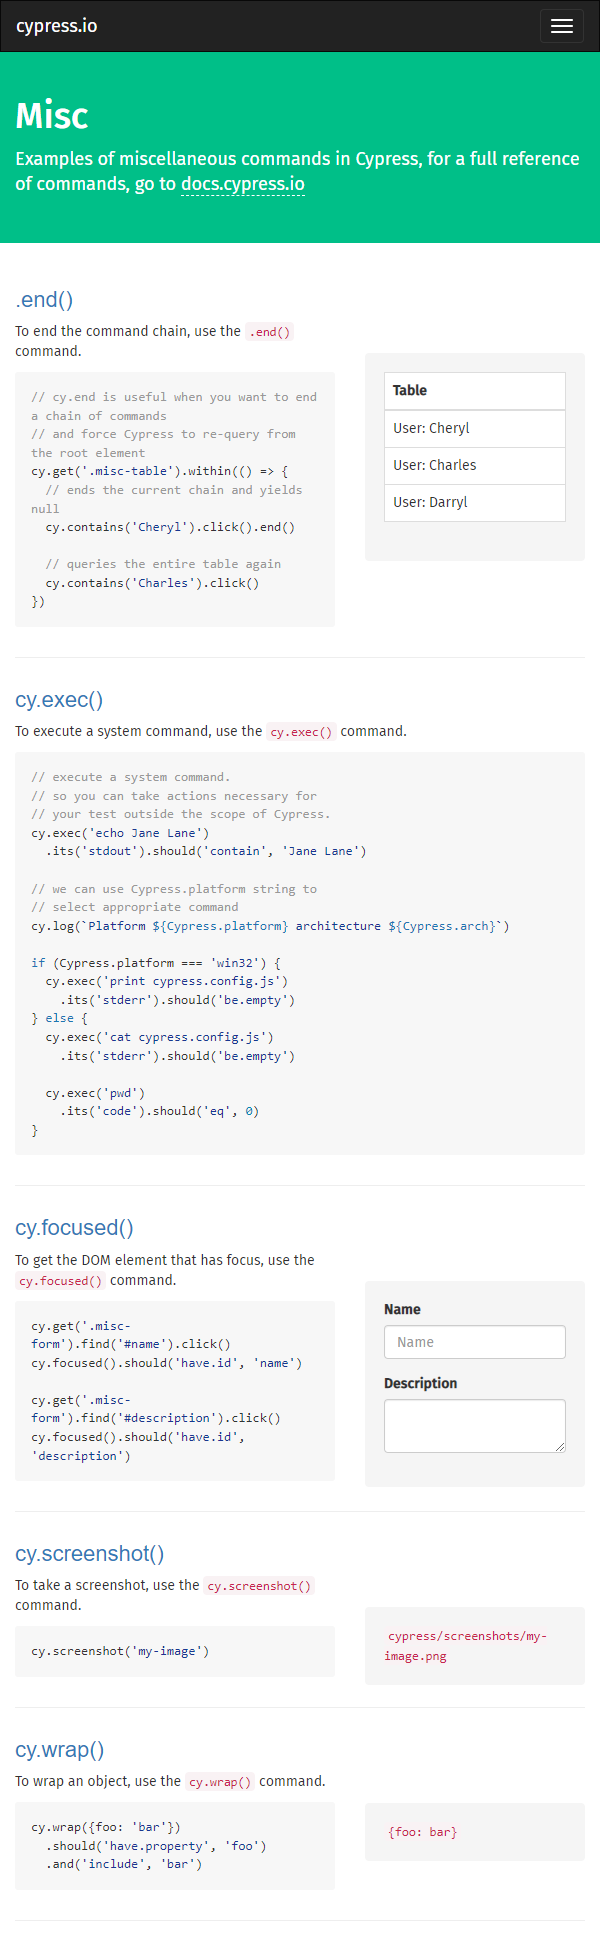 cypress.io
Misc
Examples of miscellaneous commands in Cypress, for a full reference
of commands, go to docs.cypress.io
.end()
To end the command chain, use the .end()
command.
// cy.end is useful when you want to end
a chain of commands
// and force Cypress to re-query from
the root element
cy.get('.misc-table').within(() => {
  // ends the current chain and yields
null
  cy.contains('Cheryl').click().end()

  // queries the entire table again
  cy.contains('Charles').click()
})
Table
User: Cheryl
User: Charles
User: Darryl
cy.exec()
To execute a system command, use the cy.exec() command.
// execute a system command.
// so you can take actions necessary for
// your test outside the scope of Cypress.
cy.exec('echo Jane Lane')
  .its('stdout').should('contain', 'Jane Lane')

// we can use Cypress.platform string to
// select appropriate command
cy.log(`Platform ${Cypress.platform} architecture ${Cypress.arch}`)

if (Cypress.platform === 'win32') {
  cy.exec('print cypress.config.js')
    .its('stderr').should('be.empty')
} else {
  cy.exec('cat cypress.config.js')
    .its('stderr').should('be.empty')

  cy.exec('pwd')
    .its('code').should('eq', 0)
}
cy.focused()
To get the DOM element that has focus, use the
cy.focused() command.
cy.get('.misc-
form').find('#name').click()
cy.focused().should('have.id', 'name')

cy.get('.misc-
form').find('#description').click()
cy.focused().should('have.id',
'description')
Name
Name
Description
cy.screenshot()
To take a screenshot, use the cy.screenshot()
command.
cy.screenshot('my-image')
cypress/screenshots/my-
image.png
cy.wrap()
To wrap an object, use the cy.wrap() command.
cy.wrap({foo: 'bar'})
  .should('have.property', 'foo')
  .and('include', 'bar')
{foo: bar}